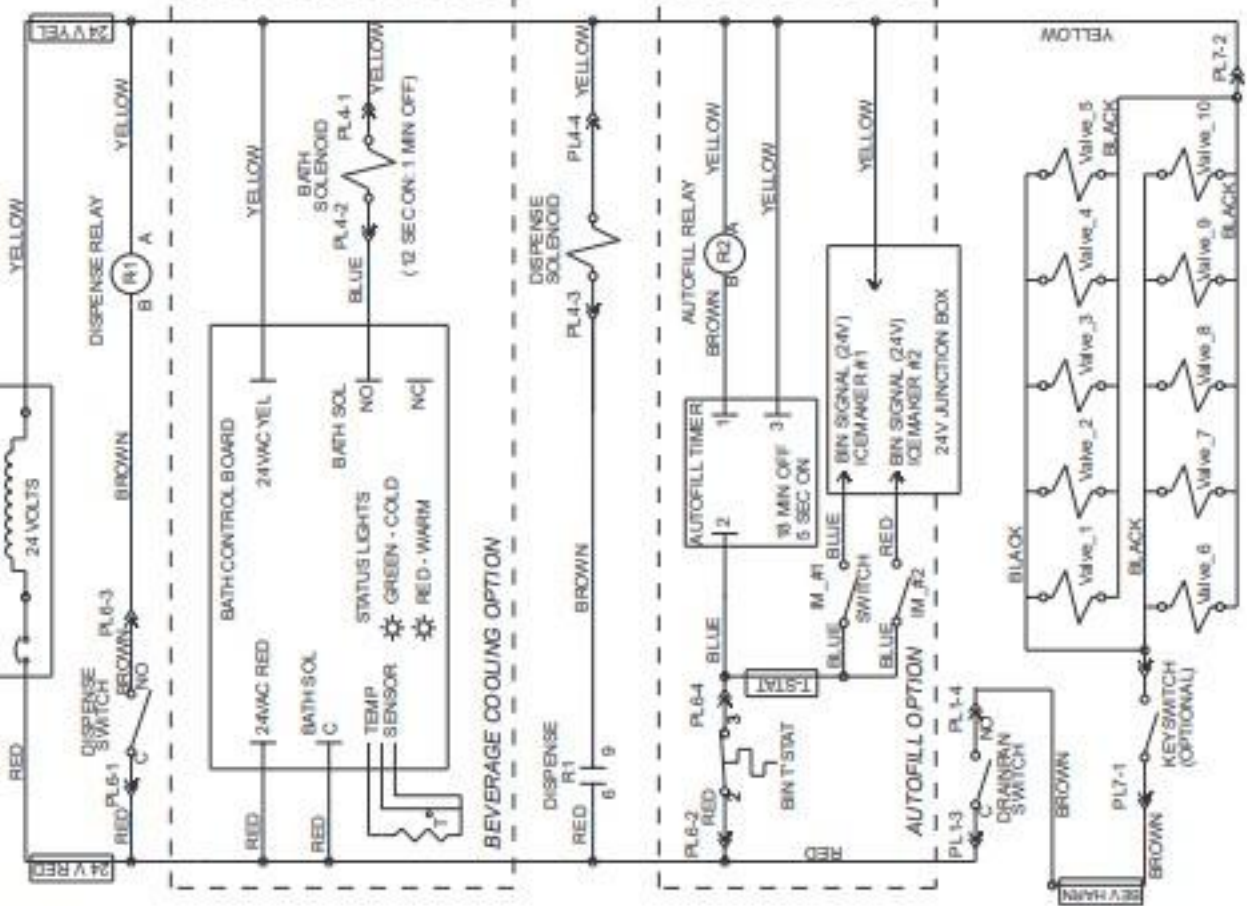 YELLOW
24 VOLTS
RED
24 V YEL
24 V RED
DISPENSE RELAY
YELLOW
A
R1
B
BROWN
PL6-3
BROWN
NO
DISPENSE
SWITCH
C
PL6-1
RED
BATH CONTROL BOARD
24VAC RED
24VAC YEL
YELLOW
RED
BATH SOL
C
RED
BATH SOL
NO
NC
STATUS LIGHTS
GREEN - COLD
RED - WARM
TEMP
SENSOR
T
BATH
SOLENOID
PL4-1
YELLOW
PL4-2
BLUE
(12 SEC ON: 1 MIN OFF)
BEVERAGE COOLING OPTION
DISPENSE
R1
6
9
RED
BROWN
PL4-3
DISPENSE
SOLENOID
PL4-4
YELLOW
AUTOFILL RELAY
YELLOW
A
R2
B
BROWN
AUTOFILL TIMER
1
2
3
18 MIN OFF
5 SEC ON
YELLOW
BLUE
PL6-4
3
BIN T'STAT
2
RED
PL6-2
T-STAT
IM_#1
BLUE
BLUE
SWITCH
IM_#2
BLUE
RED
BIN SIGNAL (24V)
ICEMAKER #1
BIN SIGNAL (24V)
ICEMAKER #2
24V JUNCTION BOX
YELLOW
AUTOFILL OPTION
RED
YELLOW
PL1-3
C
DRAINPAN
SWITCH
NO
PL1-4
BROWN
BEV HARN
BROWN
PL7-1
KEYSWITCH
(OPTIONAL)
BLACK
Valve_1
Valve_2
Valve_3
Valve_4
Valve_5
BLACK
BLACK
Valve_6
Valve_7
Valve_8
Valve_9
Valve_10
BLACK
PL7-2